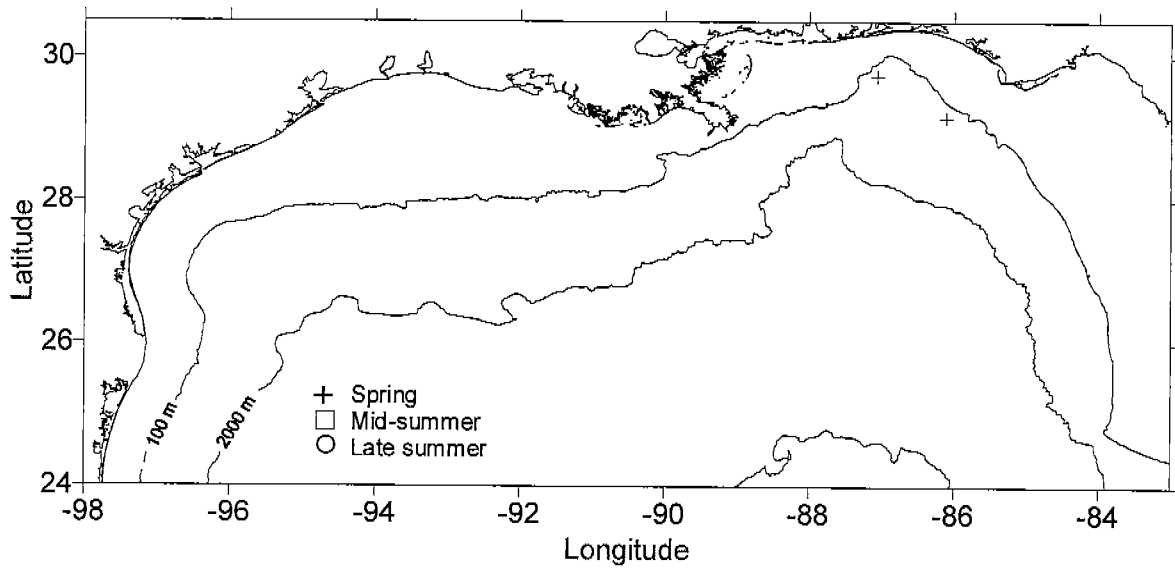 30
28
26
24
Latitude
100 m
2000 m
+ Spring
□ Mid-summer
○ Late summer
-98 -96 -94 -92 -90 -88 -86 -84
Longitude